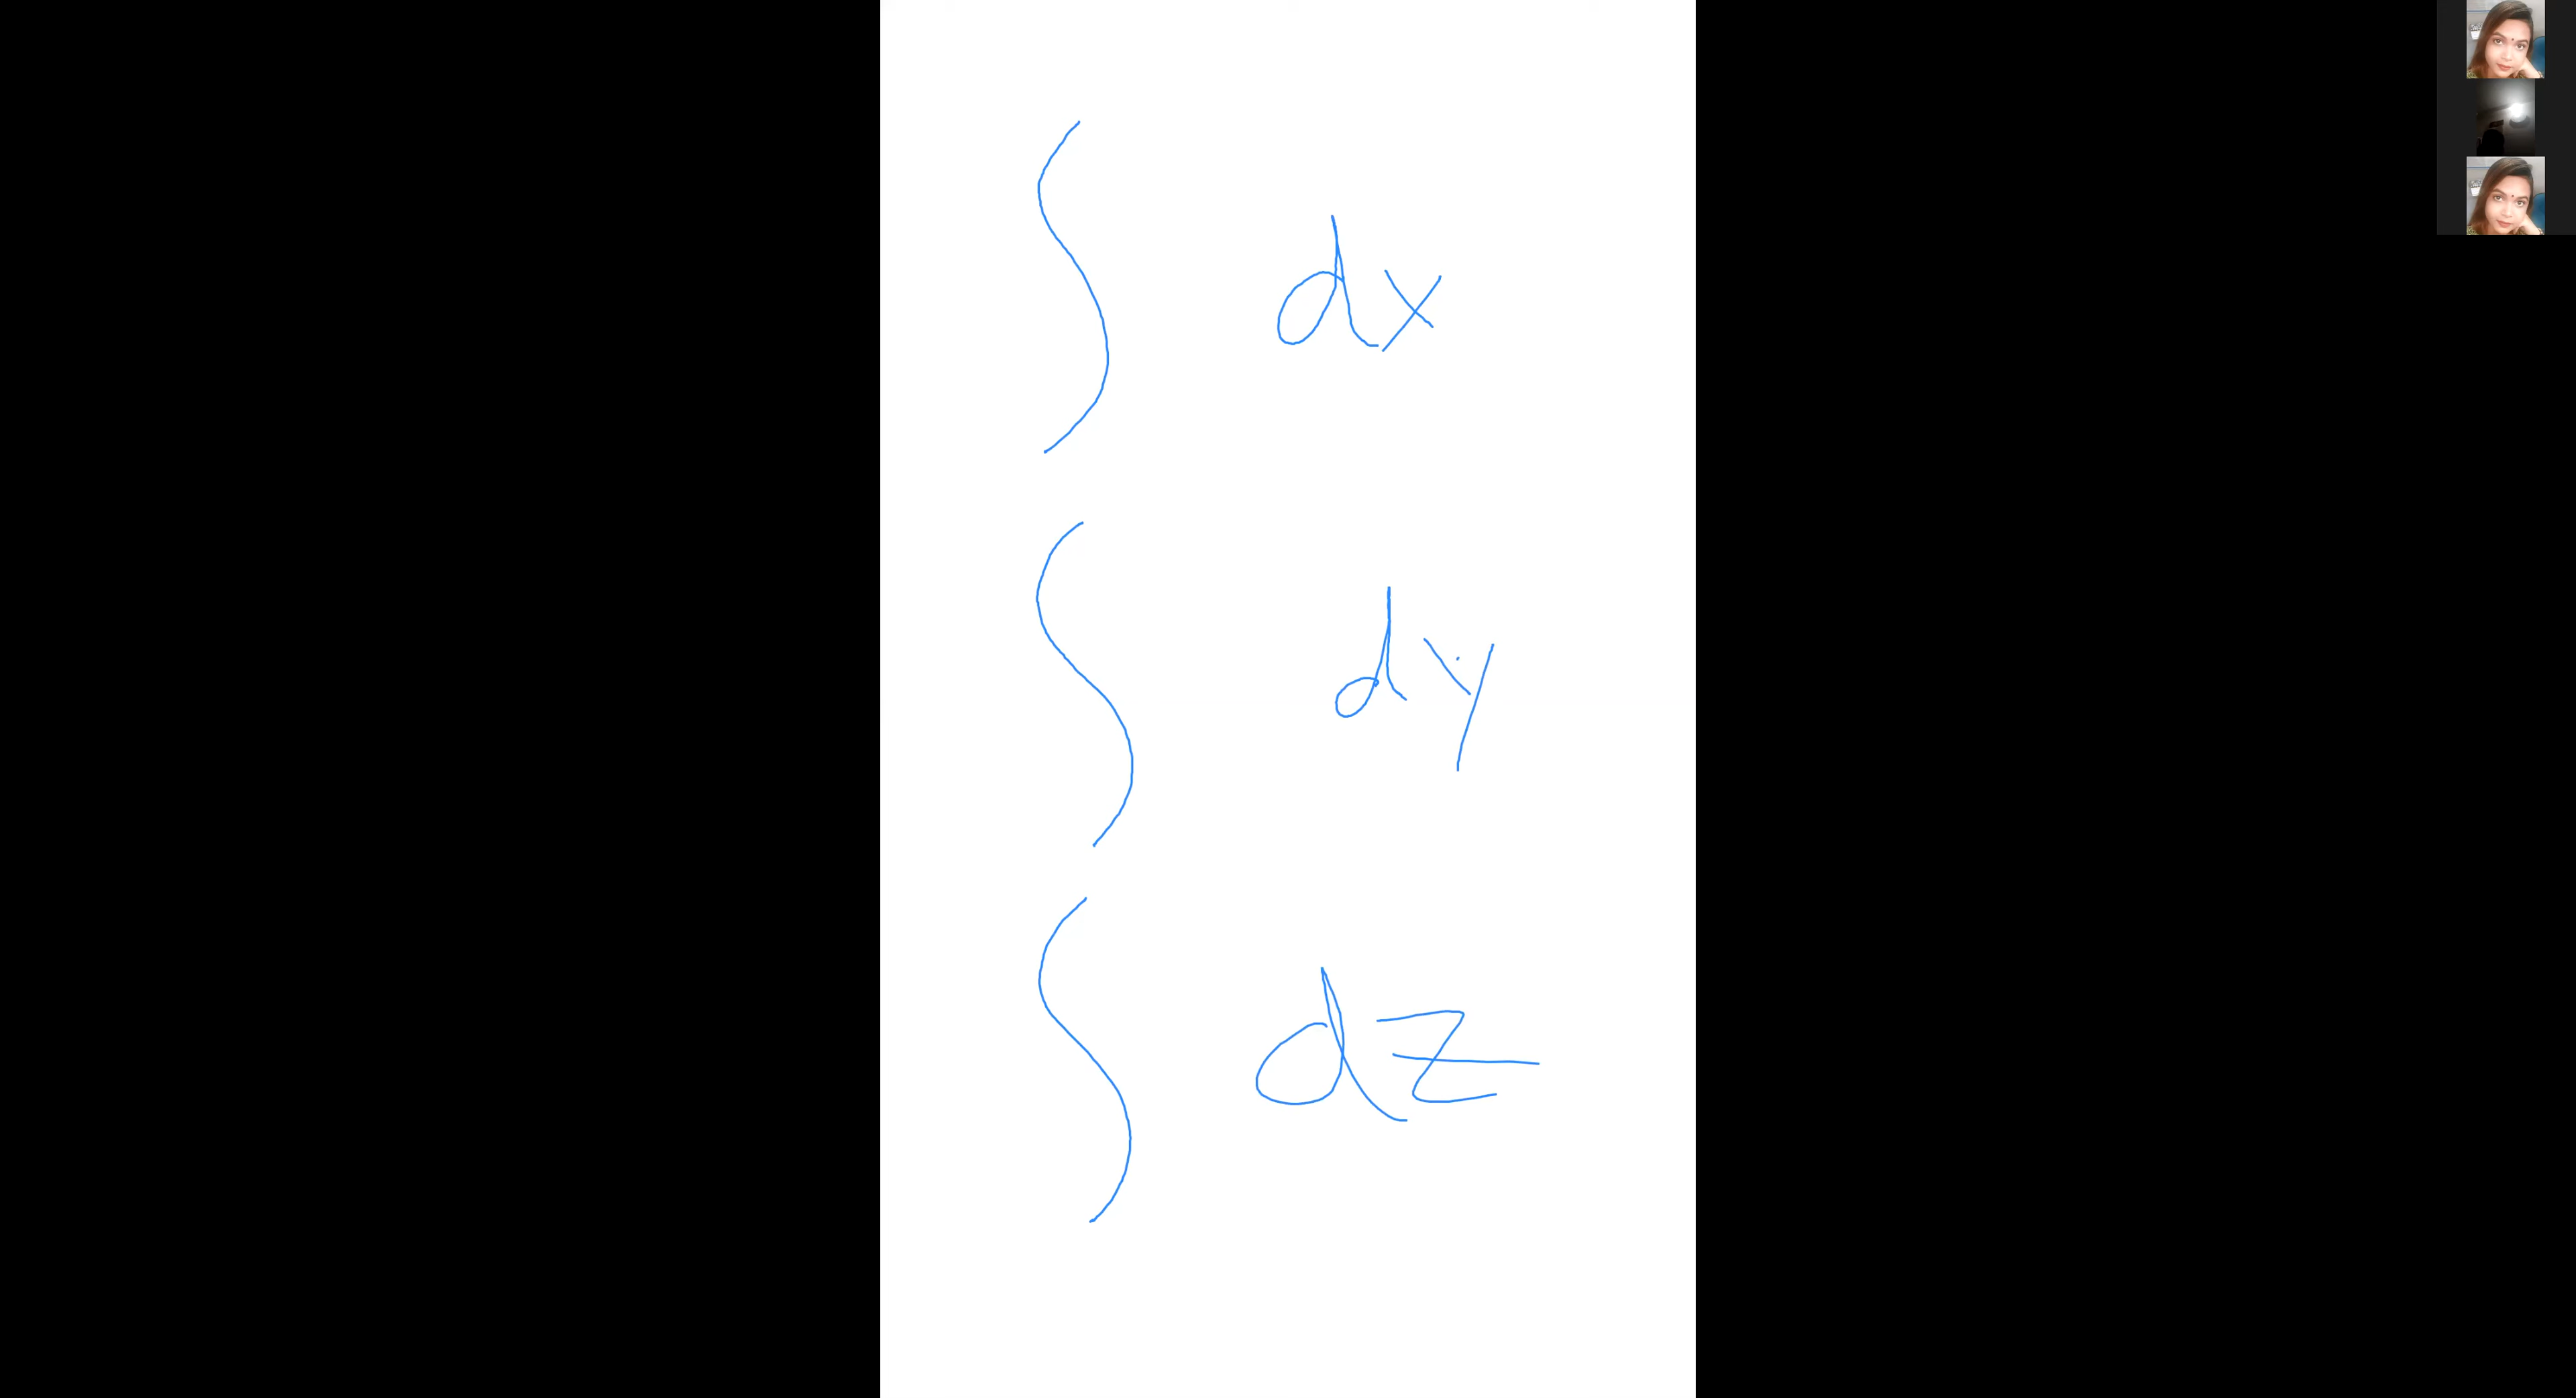 ∫ dx
∫ dy
∫ dz